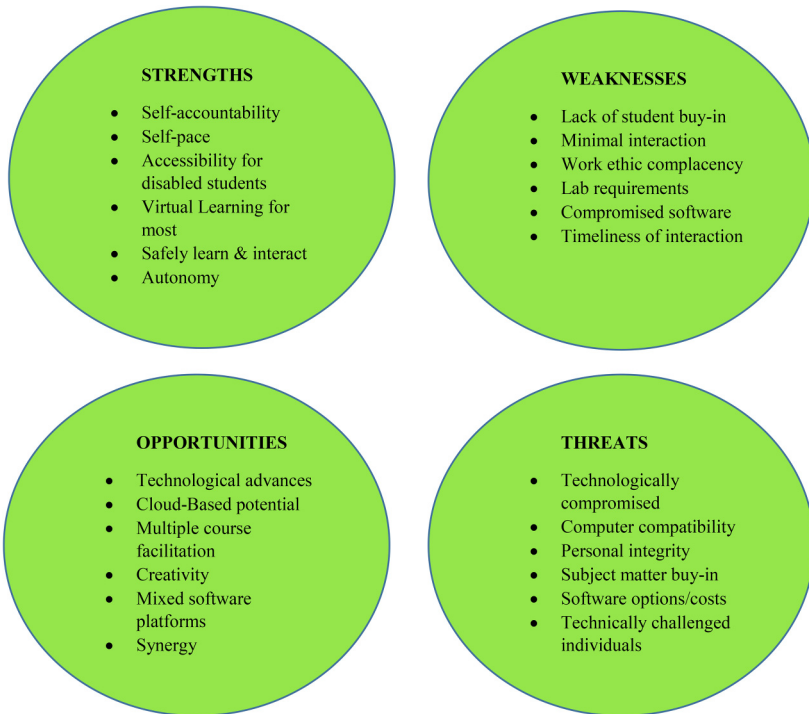 STRENGTHS
• Self-accountability
• Self-pace
• Accessibility for
disabled students
• Virtual Learning for
most
• Safely learn & interact
• Autonomy
WEAKNESSES
• Lack of student buy-in
• Minimal interaction
• Work ethic complacency
• Lab requirements
• Compromised software
• Timeliness of interaction
OPPORTUNITIES
• Technological advances
• Cloud-Based potential
• Multiple course
facilitation
• Creativity
• Mixed software
platforms
• Synergy
THREATS
• Technologically
compromised
• Computer compatibility
• Personal integrity
• Subject matter buy-in
• Software options/costs
• Technically challenged
individuals